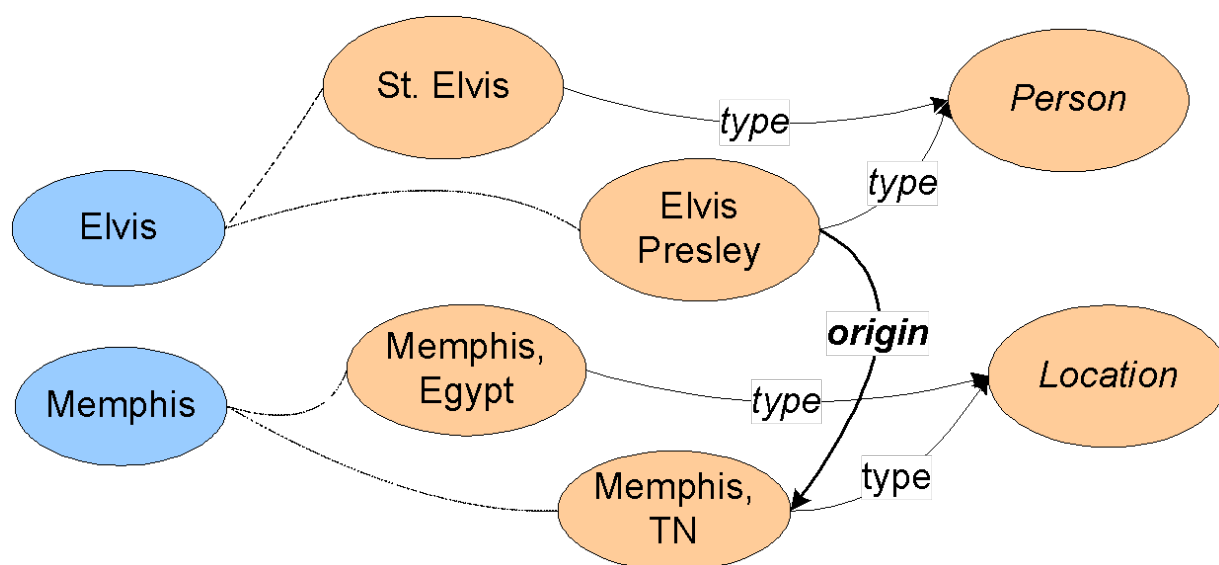 St. Elvis
Person
type
type
Elvis
Elvis
Presley
origin
Memphis,
Egypt
Location
type
Memphis
type
Memphis,
TN